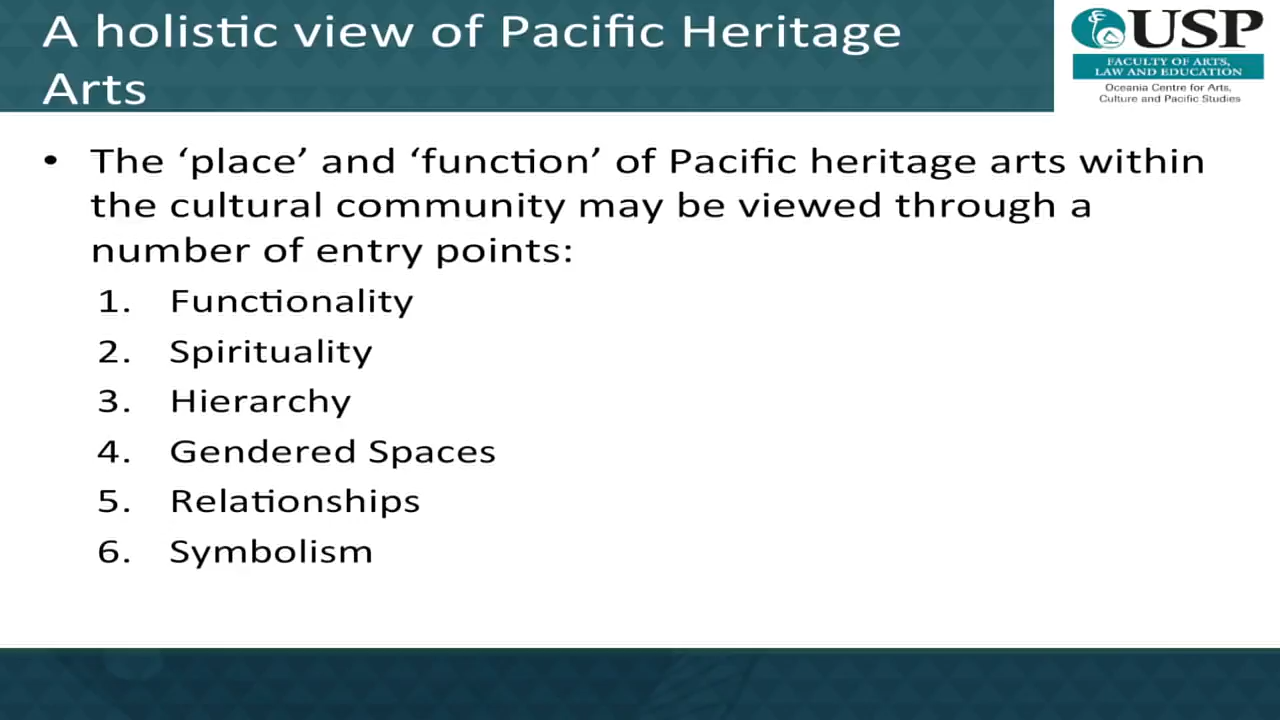 A holistic view of Pacific Heritage
Arts
USP
FACULTY OF ARTS,
LAW AND EDUCATION
Oceania Centre for Arts,
Culture and Pacific Studies
• The ‘place’ and ‘function’ of Pacific heritage arts within
the cultural community may be viewed through a
number of entry points:
1. Functionality
2. Spirituality
3. Hierarchy
4. Gendered Spaces
5. Relationships
6. Symbolism